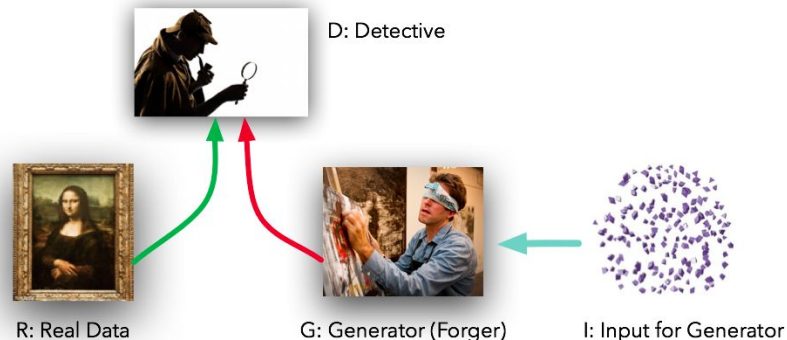 D: Detective
R: Real Data
G: Generator (Forger)
I: Input for Generator